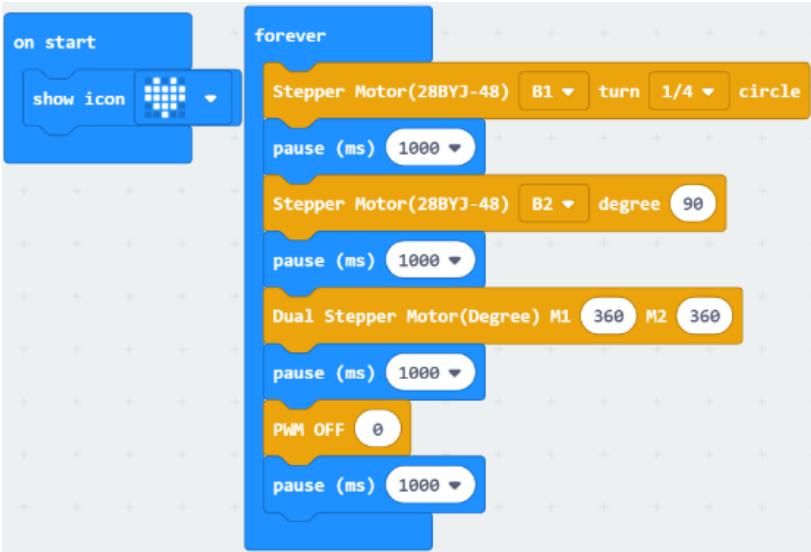 on start
show icon
forever
Stepper Motor(28BYJ-48) B1 turn 1/4 circle
pause (ms) 1000
Stepper Motor(28BYJ-48) B2 degree 90
pause (ms) 1000
Dual Stepper Motor(Degree) M1 360 M2 360
pause (ms) 1000
PWM OFF 0
pause (ms) 1000